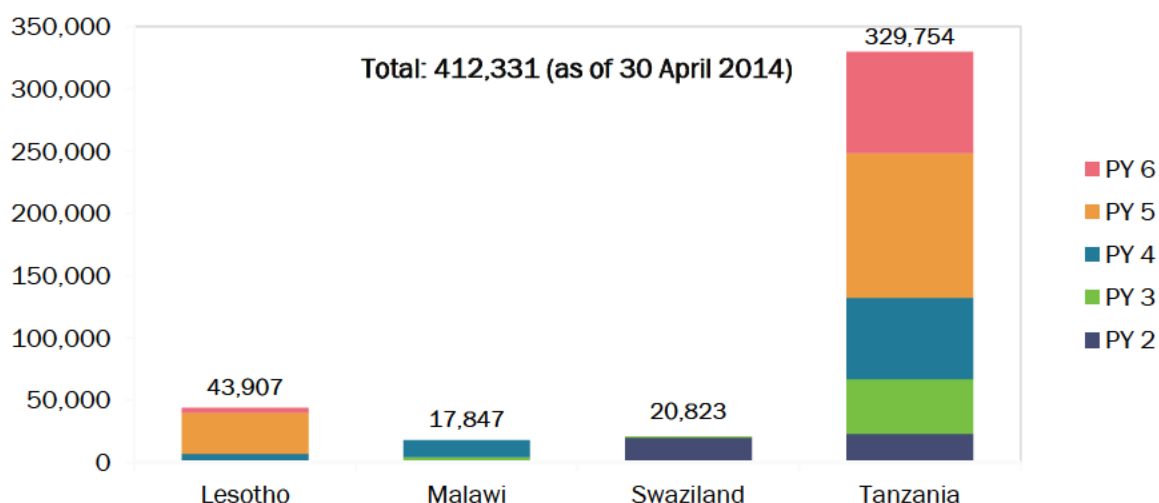 350,000
300,000
250,000
200,000
150,000
100,000
50,000
0
Total: 412,331 (as of 30 April 2014)
43,907
17,847
20,823
329,754
Lesotho
Malawi
Swaziland
Tanzania
PY 6
PY 5
PY 4
PY 3
PY 2